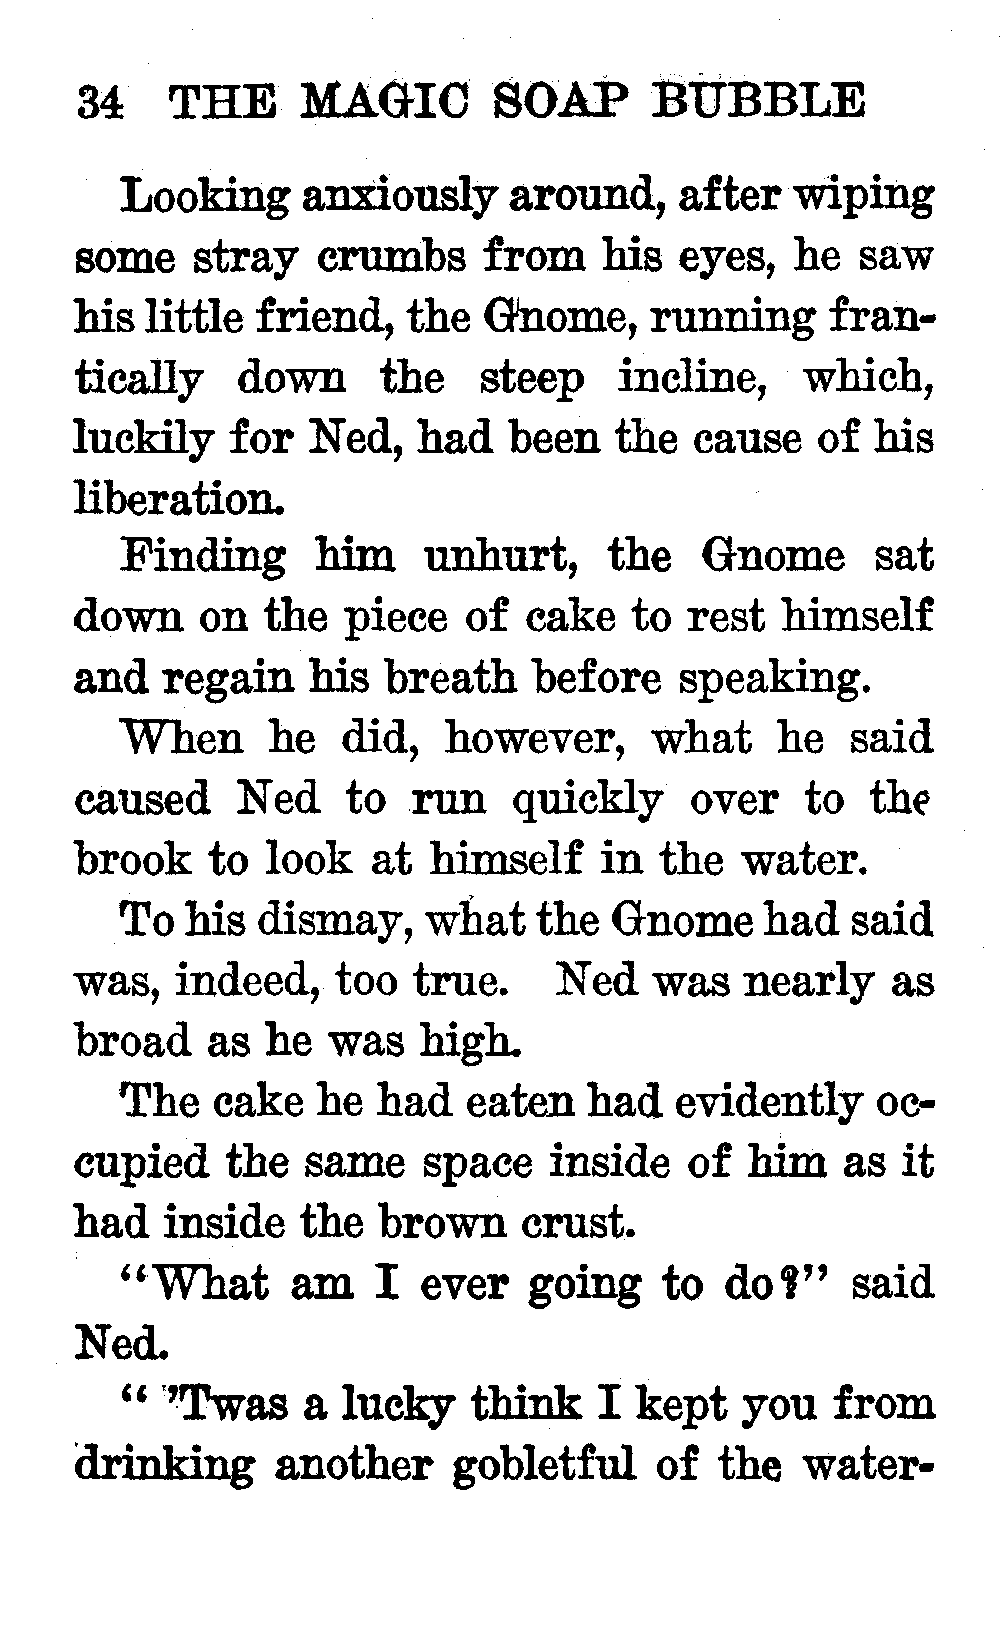 34 THE MAGIC SOAP BUBBLE
Looking anxiously around, after wiping
some stray crumbs from his eyes, he saw
his little friend, the Gnome, running fran-
tically down the steep incline, which,
luckily for Ned, had been the cause of his
liberation.
Finding him unhurt, the Gnome sat
down on the piece of cake to rest himself
and regain his breath before speaking.
When he did, however, what he said
caused Ned to run quickly over to the
brook to look at himself in the water.
To his dismay, what the Gnome had said
was, indeed, too true. Ned was nearly as
broad as he was high.
The cake he had eaten had evidently oc-
cupied the same space inside of him as it
had inside the brown crust.
“What am I ever going to do?” said
Ned.
“ ’Twas a lucky think I kept you from
drinking another gobletful of the water-